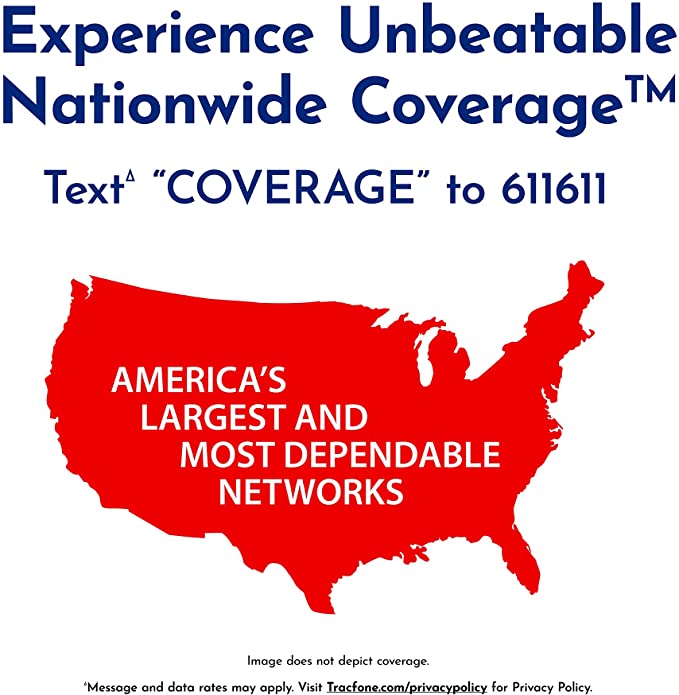 Experience Unbeatable
Nationwide Coverage™
Text∆ “COVERAGE” to 611611
AMERICA’S
LARGEST AND
MOST DEPENDABLE
NETWORKS
Image does not depict coverage.
∆Message and data rates may apply. Visit Tracfone.com/privacypolicy for Privacy Policy.